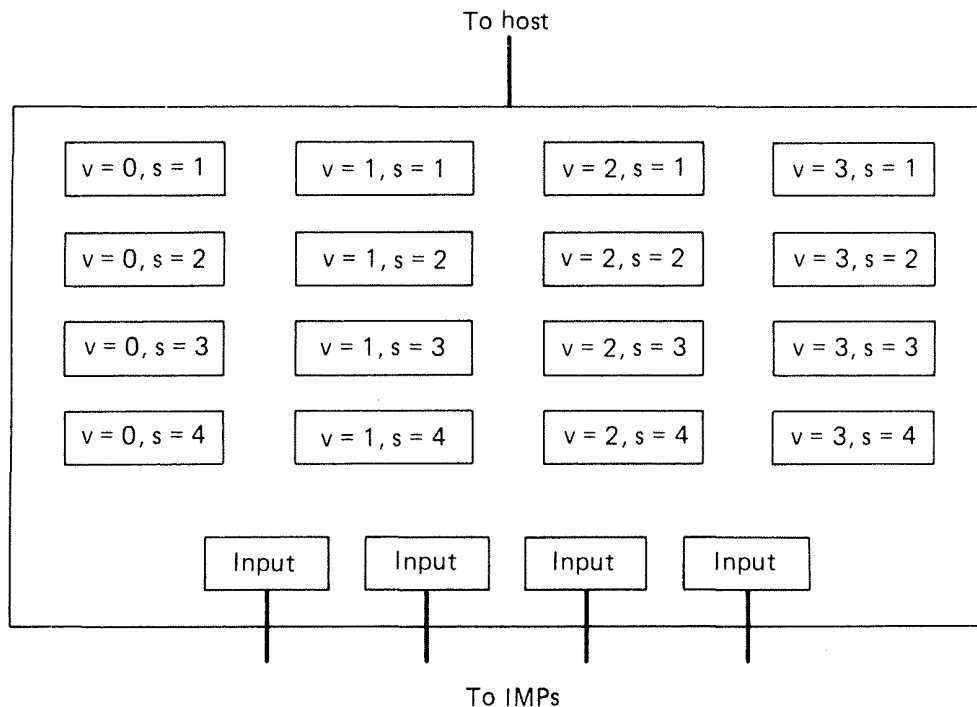 To host
v = 0, s = 1 v = 1, s = 1 v = 2, s = 1 v = 3, s = 1
v = 0, s = 2 v = 1, s = 2 v = 2, s = 2 v = 3, s = 2
v = 0, s = 3 v = 1, s = 3 v = 2, s = 3 v = 3, s = 3
v = 0, s = 4 v = 1, s = 4 v = 2, s = 4 v = 3, s = 4
Input Input Input Input
To IMPs